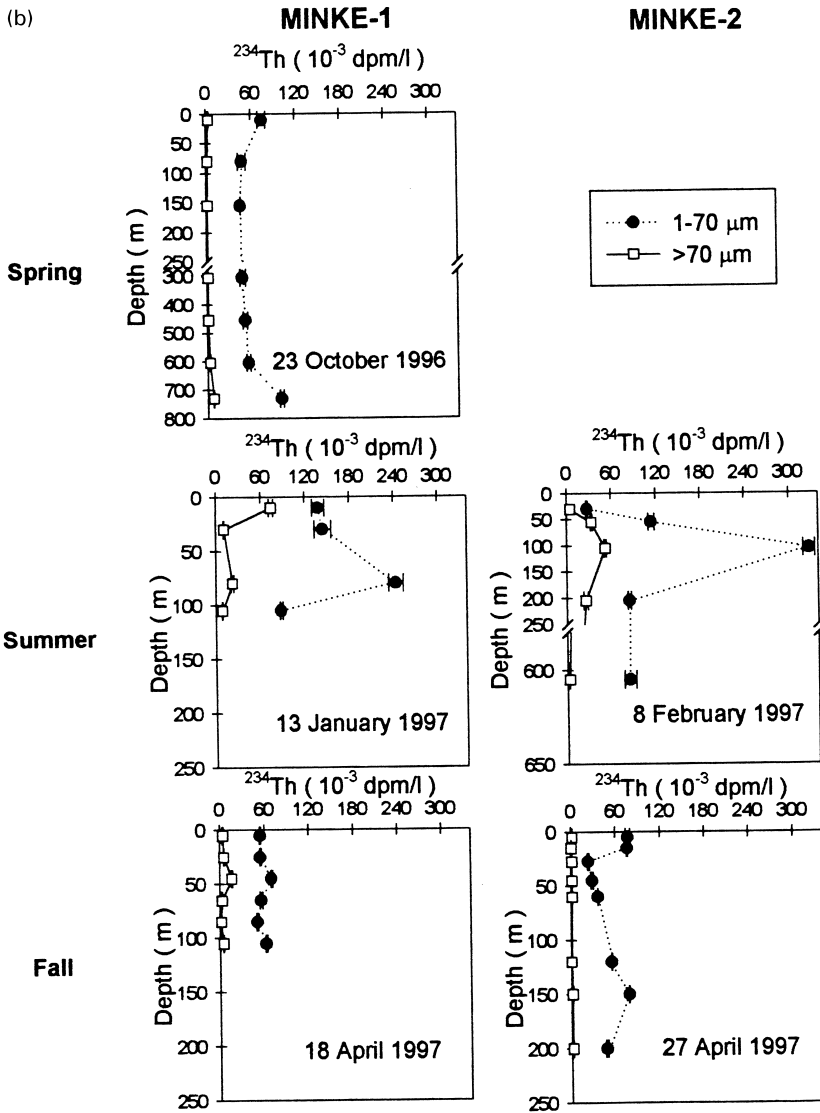 (b)
MINKE-1
MINKE-2
²³⁴Th ( 10⁻³ dpm/l )
0 60 120 180 240 300
0
50
100
150
200
250
300
400
500
600
700
800
Depth ( m )
Spring
23 October 1996
1-70 µm
>70 µm
²³⁴Th ( 10⁻³ dpm/l )
0 60 120 180 240 300
0
50
100
150
200
250
Depth ( m )
Summer
13 January 1997
²³⁴Th ( 10⁻³ dpm/l )
0 60 120 180 240 300
0
50
100
150
200
250
600
650
Depth ( m )
8 February 1997
²³⁴Th ( 10⁻³ dpm/l )
0 60 120 180 240 300
0
50
100
150
200
250
Depth ( m )
Fall
18 April 1997
²³⁴Th ( 10⁻³ dpm/l )
0 60 120 180 240 300
0
50
100
150
200
250
Depth ( m )
27 April 1997